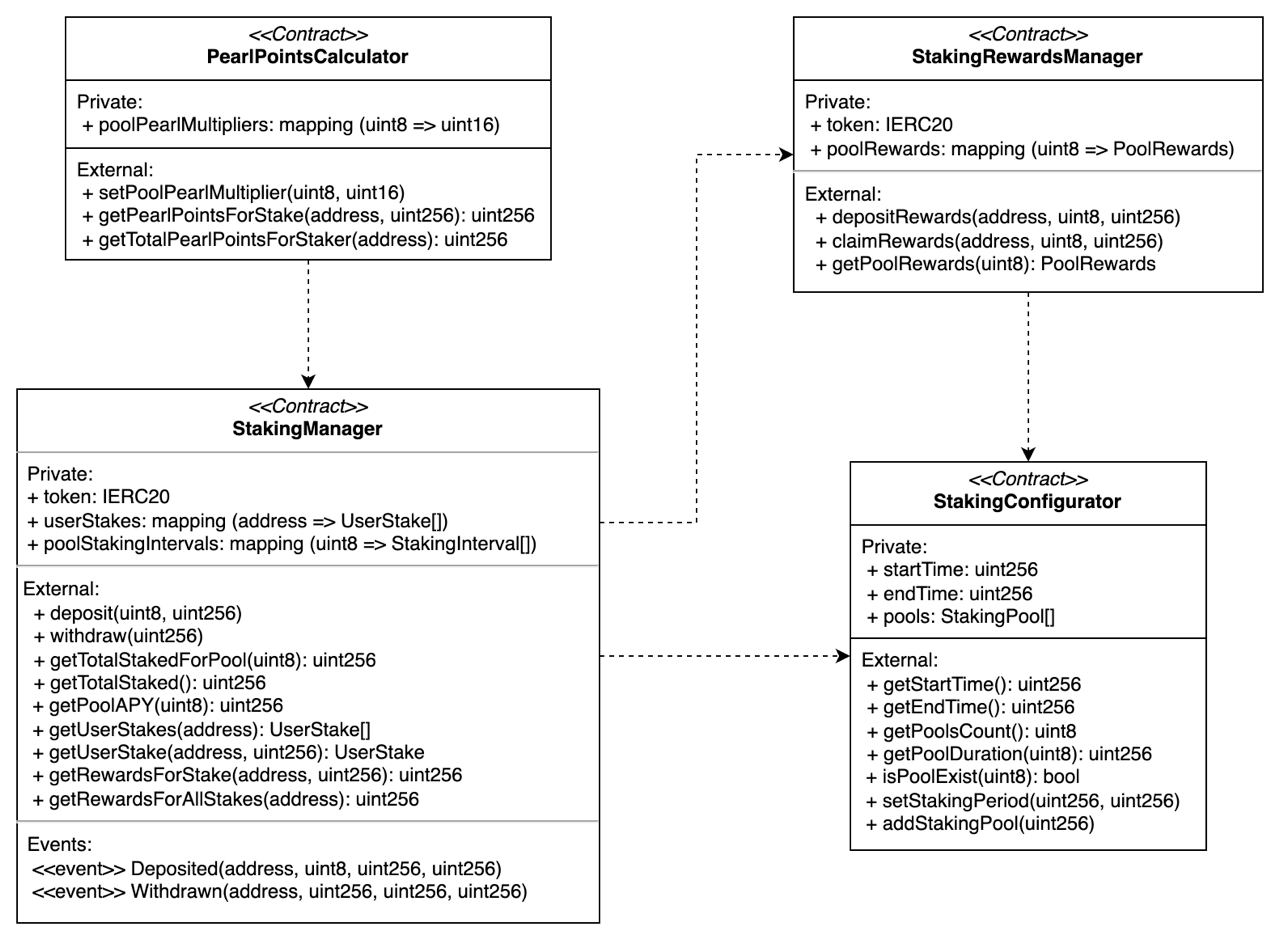 <<Contract>>
PearlPointsCalculator
Private:
+ poolPearlMultipliers: mapping (uint8 => uint16)
External:
+ setPoolPearlMultiplier(uint8, uint16)
+ getPearlPointsForStake(address, uint256): uint256
+ getTotalPearlPointsForStaker(address): uint256
<<Contract>>
StakingRewardsManager
Private:
+ token: IERC20
+ poolRewards: mapping (uint8 => PoolRewards)
External:
+ depositRewards(address, uint8, uint256)
+ claimRewards(address, uint8, uint256)
+ getPoolRewards(uint8): PoolRewards
<<Contract>>
StakingManager
Private:
+ token: IERC20
+ userStakes: mapping (address => UserStake[])
+ poolStakingIntervals: mapping (uint8 => StakingInterval[])
External:
+ deposit(uint8, uint256)
+ withdraw(uint256)
+ getTotalStakedForPool(uint8): uint256
+ getTotalStaked(): uint256
+ getPoolAPY(uint8): uint256
+ getUserStakes(address): UserStake[]
+ getUserStake(address, uint256): UserStake
+ getRewardsForStake(address, uint256): uint256
+ getRewardsForAllStakes(address): uint256
Events:
<<event>> Deposited(address, uint8, uint256, uint256)
<<event>> Withdrawn(address, uint256, uint256, uint256)
<<Contract>>
StakingConfigurator
Private:
+ startTime: uint256
+ endTime: uint256
+ pools: StakingPool[]
External:
+ getStartTime(): uint256
+ getEndTime(): uint256
+ getPoolsCount(): uint8
+ getPoolDuration(uint8): uint256
+ isPoolExist(uint8): bool
+ setStakingPeriod(uint256, uint256)
+ addStakingPool(uint256)